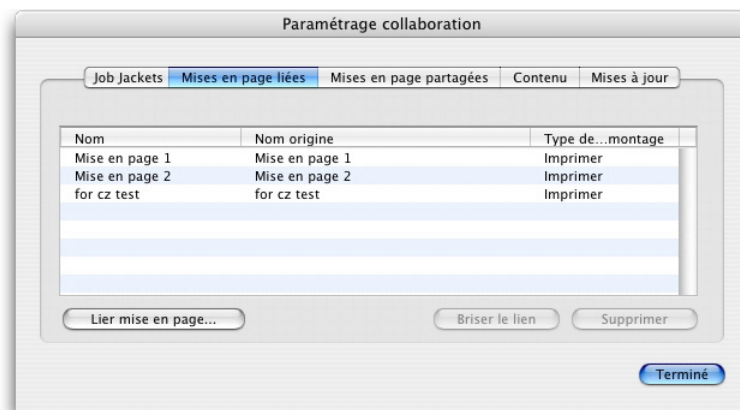 Paramétrage collaboration
Job Jackets Mises en page liées Mises en page partagées Contenu Mises à jour
Nom Nom origine Type de...montage
Mise en page 1 Mise en page 1 Imprimer
Mise en page 2 Mise en page 2 Imprimer
for cz test for cz test Imprimer
Lier mise en page... Briser le lien Supprimer
Terminé